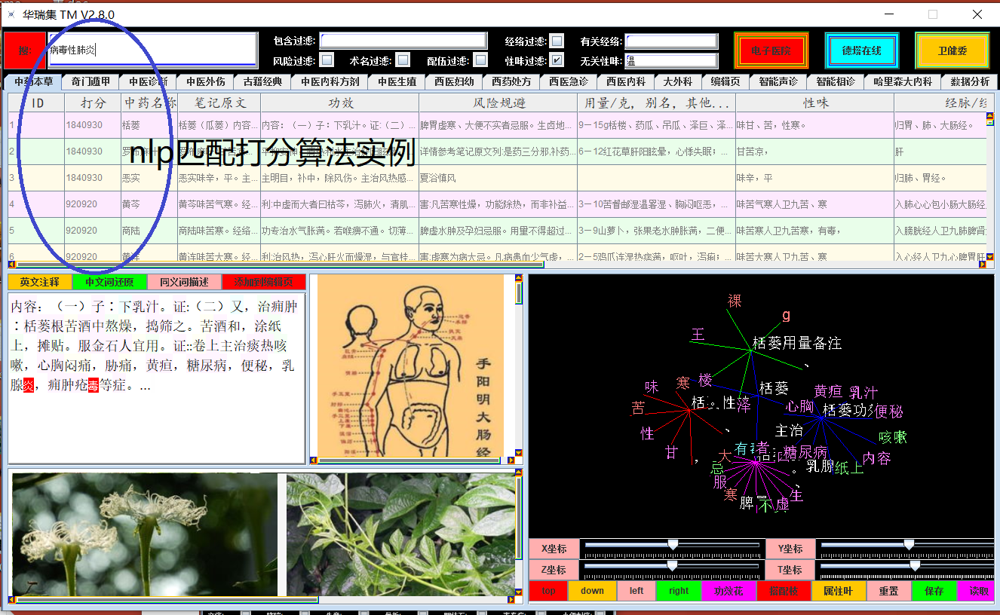 华瑞集 TM V2.8.0
搜:
病毒性肺炎
包含过滤:
经络过滤:
有关经络:
风险过滤:
术名过滤:
配伍过滤:
性味过滤:
无关性味:
温
电子医院
德塔在线
卫健委
中药本草 奇门遁甲 中医诊断 中医外伤 古籍经典 中医内科方剂 中医生殖 西医妇幼 西药处方 西医急诊 西医内科 大外科 编辑页 智能声诊 智能相诊 哈里森大内科 数据分析
ID 打分 中药名称 笔记原文 功效 风险规避 用量/克, 别名, 其他... 性味 经脉/经
1 1840930 栝蒌 栝蒌（瓜蒌）内容... 内容：（一）子：下乳汁。证:（二）... 脾胃虚寒、大便不实者忌服。生卤地... 9－15g栝楼、药瓜、吊瓜、泽巨、泽... 味甘、苦，性寒。 归胃、肺、大肠经。
2 1840930 详情参考笔记原文列:是药三分邪.补药... 6－12红花草肝阳眩晕，心悸失眠；... 甘苦凉， 肝
3 1840930 恶实 恶实味辛，平。主... 主明目，补中，除风伤。主治风热感... 夏浴慎风 味辛，平 归肺、胃经。
4 920920 黄芩 黄芩味苦气寒。经... 利:中虚而大者曰枯芩，泻肺火，清肌... 害:凡苦寒性燥，功能除热，而非补益... 3－10苦督邮湿温暑湿、胸闷呕恶，... 味苦气寒人卫九苦、寒 入肺心心包小肠大肠经
5 920920 商陆 商陆味苦寒。经络... 功专治水气胀满。若喉痹不通。切薄... 脾虚水肿及孕妇忌服。用量不得超过... 3－9山萝卜，张果老水肿胀满，二便... 味苦寒人卫九苦寒，有毒， 入膀胱经人卫九肺脾肾
6 920920 黄连 黄连味苦大寒。经... 利:治风热，泻心肝火而燥湿，与官桂... 害:虚寒为病大忌。凡病患血少气虚，... 2－5鸡爪连湿热痞满，呕吐，泻痢；... 味苦大寒人卫九苦、寒 入心经人卫九心脾胃肝
nlp匹配打分算法实例
英文注释 中文词还原 同义词描述 添加到编辑页
内容：（一）子：下乳汁。证:（二）又，治痈肿
：栝蒌根苦酒中熬燥，捣筛之。苦酒和，涂纸
上，摊贴。服金石人宜用。证::卷上主治痰热咳
嗽，心胸闷痛，胁痛，黄疸，糖尿病，便秘，乳
腺炎，痈肿疮毒等症。...
手阳明大肠经
裸
g
王
栝蒌用量备注
、
寒
楼
味
栝蒌
黄疸
乳汁
苦
性
泽
心胸
便秘
性
、
主治
咳嗽
甘
，
大
有
者
糖尿病
内容
忌
。
乳腺
纸上
服
寒
脾
不
虚
生
X坐标
Y坐标
Z坐标
T坐标
top down left right 功效花 搭配枝 属性叶 重置 保存 读取